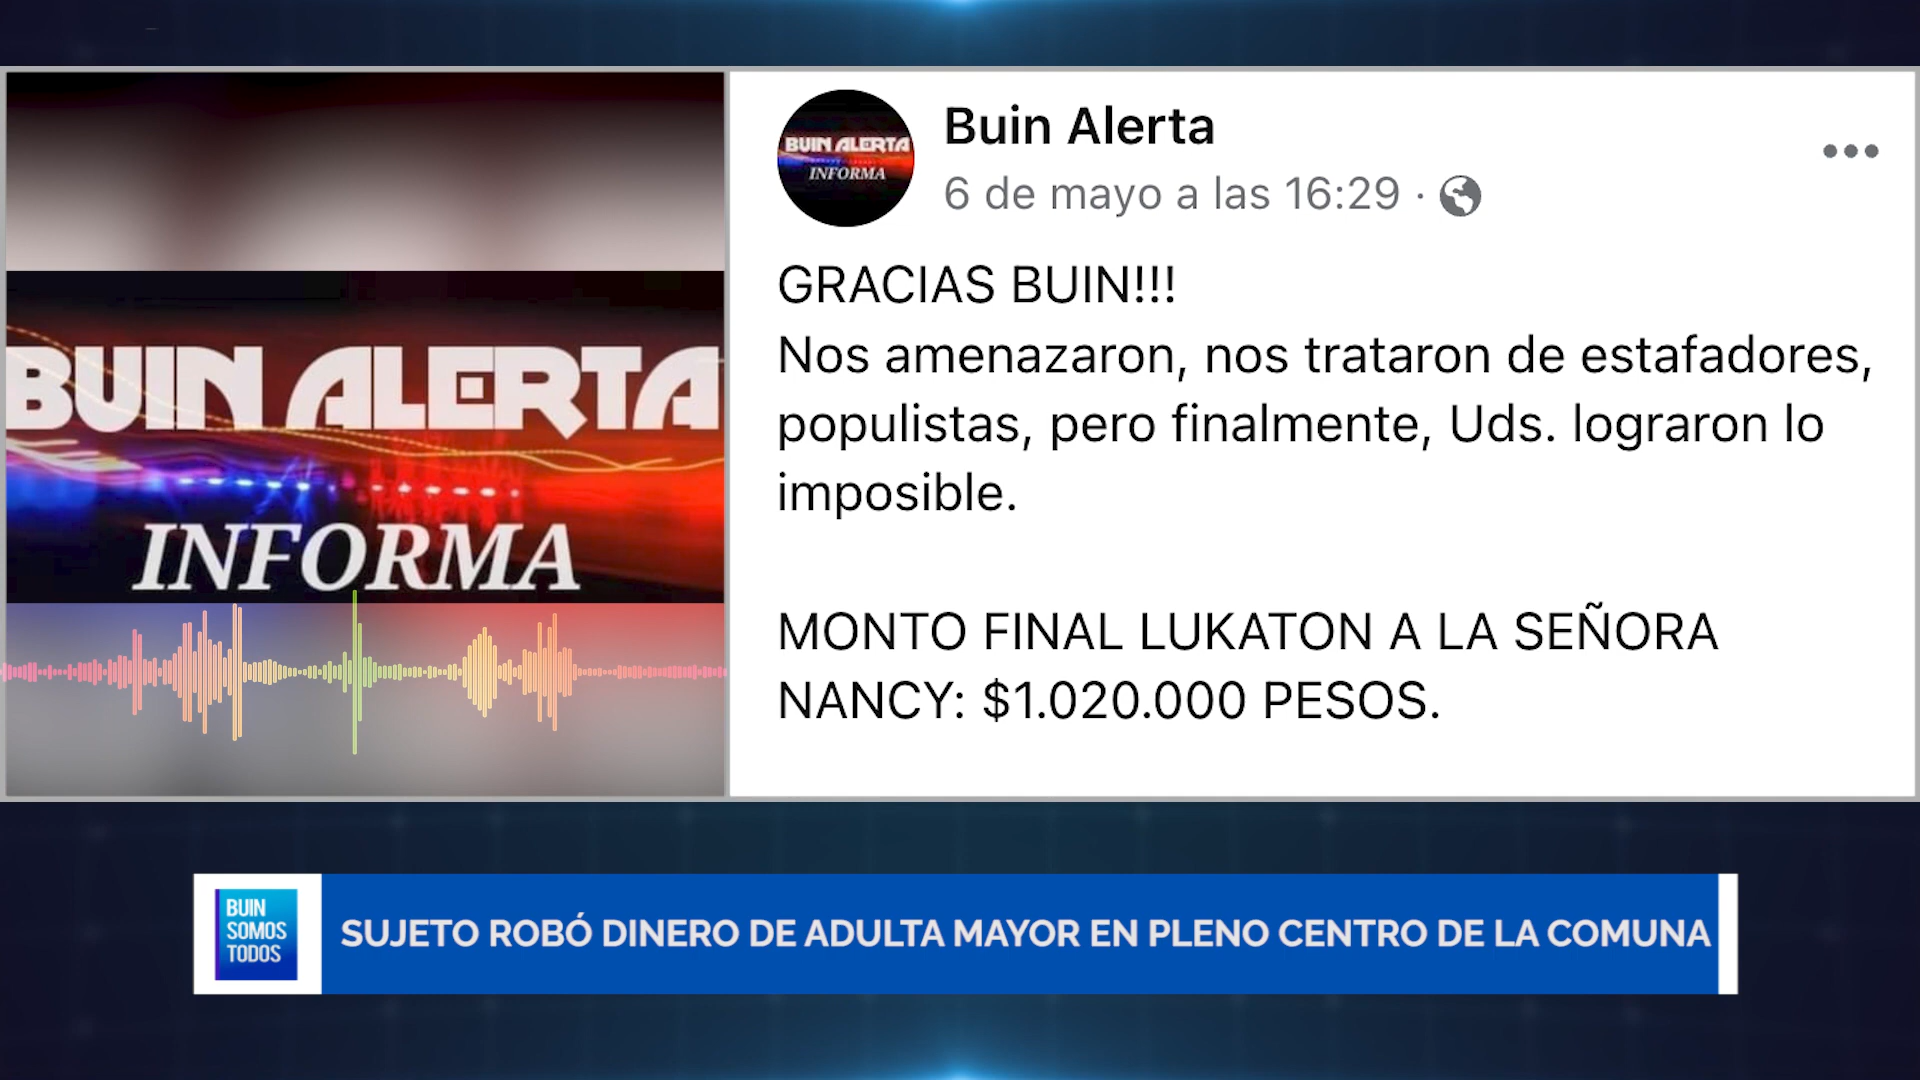 BUIN ALERTA
INFORMA
BUIN ALERTA
INFORMA
Buin Alerta
6 de mayo a las 16:29 ·
GRACIAS BUIN!!!
Nos amenazaron, nos trataron de estafadores,
populistas, pero finalmente, Uds. lograron lo
imposible.
MONTO FINAL LUKATON A LA SEÑORA
NANCY: $1.020.000 PESOS.
BUIN
SOMOS
TODOS
SUJETO ROBÓ DINERO DE ADULTA MAYOR EN PLENO CENTRO DE LA COMUNA